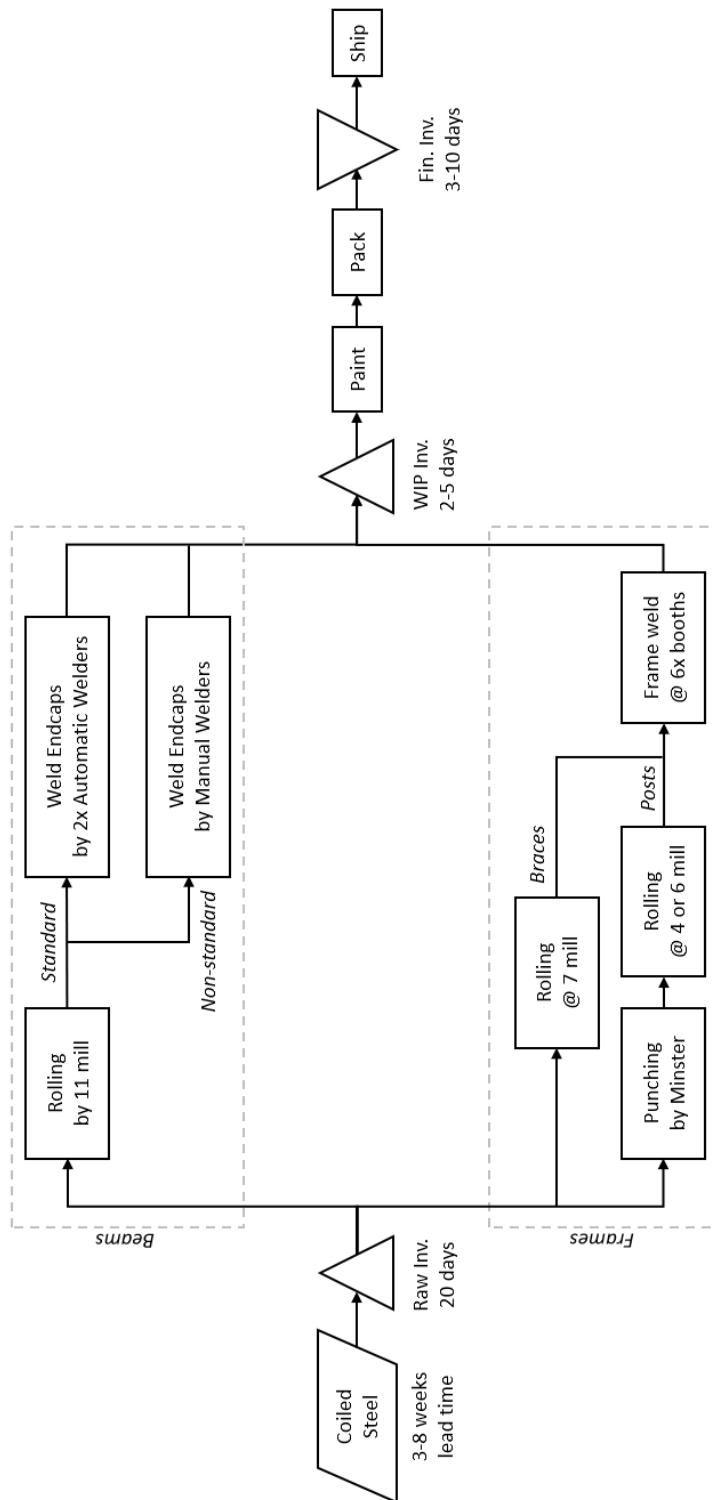 Coiled
Steel
3-8 weeks
lead time
Raw Inv.
20 days
Beams
Rolling
by 11 mill
Standard
Non-standard
Weld Endcaps
by 2x Automatic Welders
Weld Endcaps
by Manual Welders
Frames
Rolling
@ 7 mill
Braces
Punching
by Minster
Rolling
@ 4 or 6 mill
Posts
Frame weld
@ 6x booths
WIP Inv.
2-5 days
Paint
Pack
Fin. Inv.
3-10 days
Ship